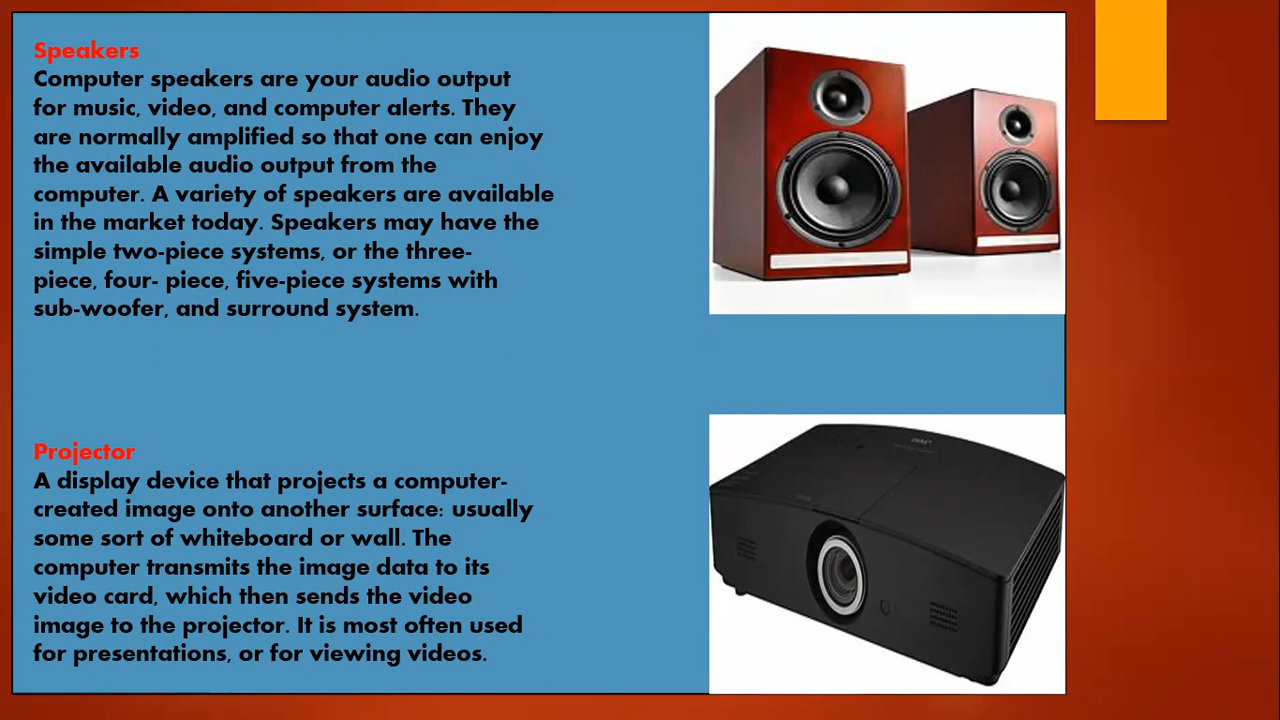 Speakers
Computer speakers are your audio output
for music, video, and computer alerts. They
are normally amplified so that one can enjoy
the available audio output from the
computer. A variety of speakers are available
in the market today. Speakers may have the
simple two-piece systems, or the three-
piece, four- piece, five-piece systems with
sub-woofer, and surround system.
Projector
A display device that projects a computer-
created image onto another surface: usually
some sort of whiteboard or wall. The
computer transmits the image data to its
video card, which then sends the video
image to the projector. It is most often used
for presentations, or for viewing videos.